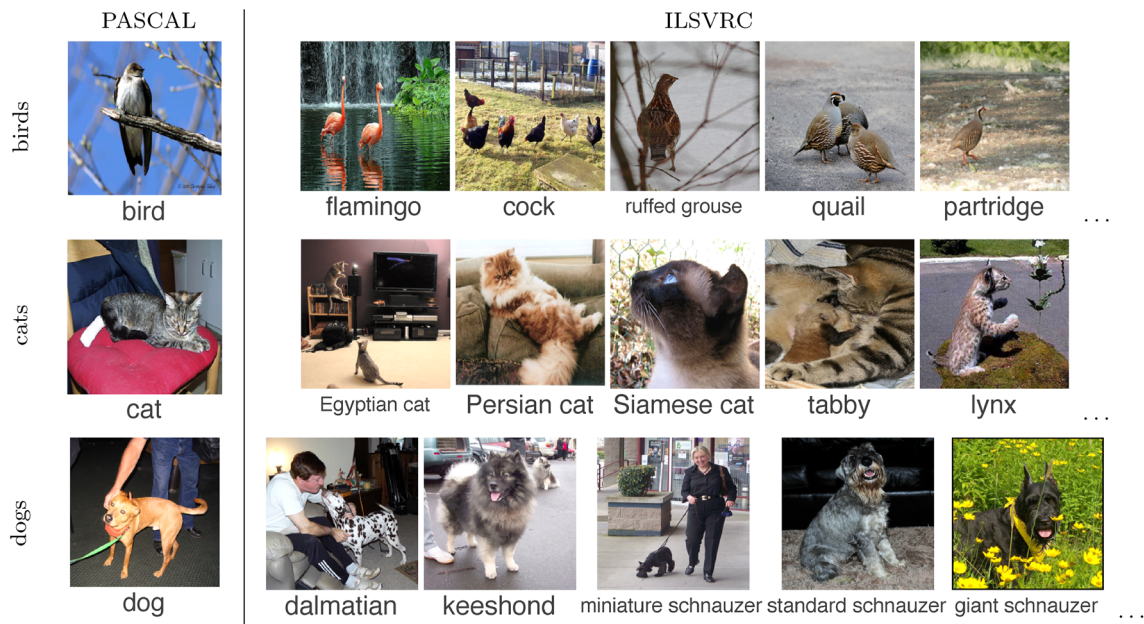 PASCAL
ILSVRC
birds
bird
flamingo
cock
ruffed grouse
quail
partridge
...
cats
cat
Egyptian cat
Persian cat
Siamese cat
tabby
lynx
...
dogs
dog
dalmatian
keeshond
miniature schnauzer
standard schnauzer
giant schnauzer
...